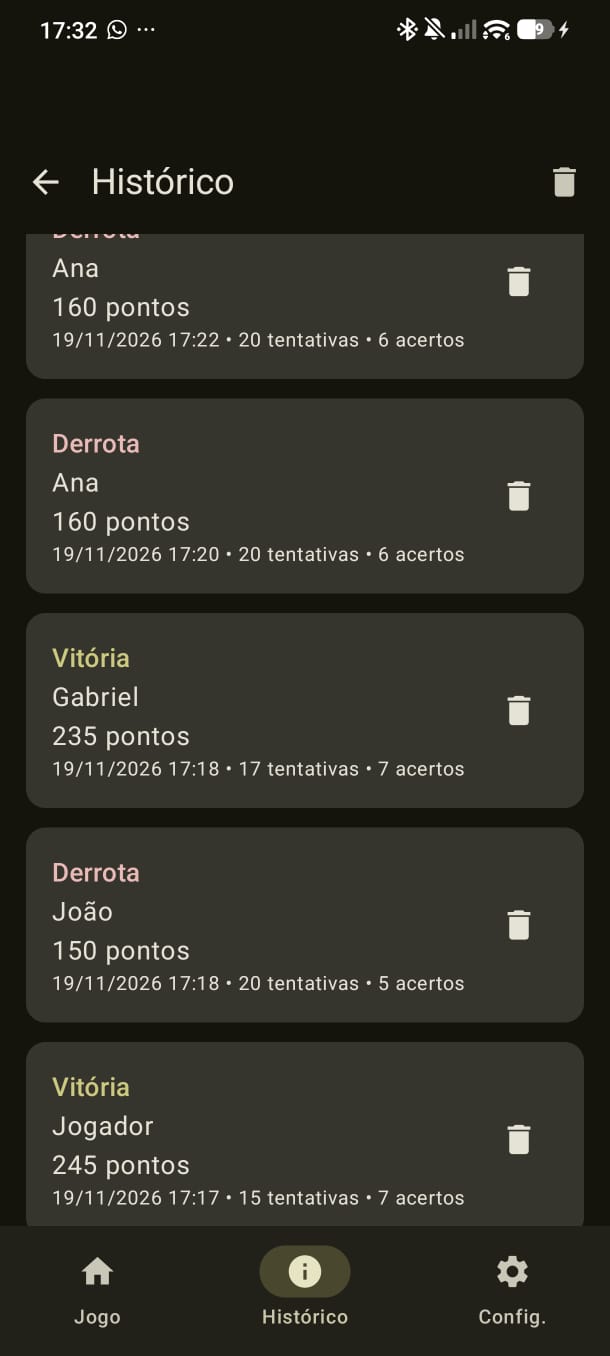 17:32
9
6
Histórico
Derrota
Ana
160 pontos
19/11/2026 17:22 • 20 tentativas • 6 acertos
Derrota
Ana
160 pontos
19/11/2026 17:20 • 20 tentativas • 6 acertos
Vitória
Gabriel
235 pontos
19/11/2026 17:18 • 17 tentativas • 7 acertos
Derrota
João
150 pontos
19/11/2026 17:18 • 20 tentativas • 5 acertos
Vitória
Jogador
245 pontos
19/11/2026 17:17 • 15 tentativas • 7 acertos
Jogo
Histórico
Config.